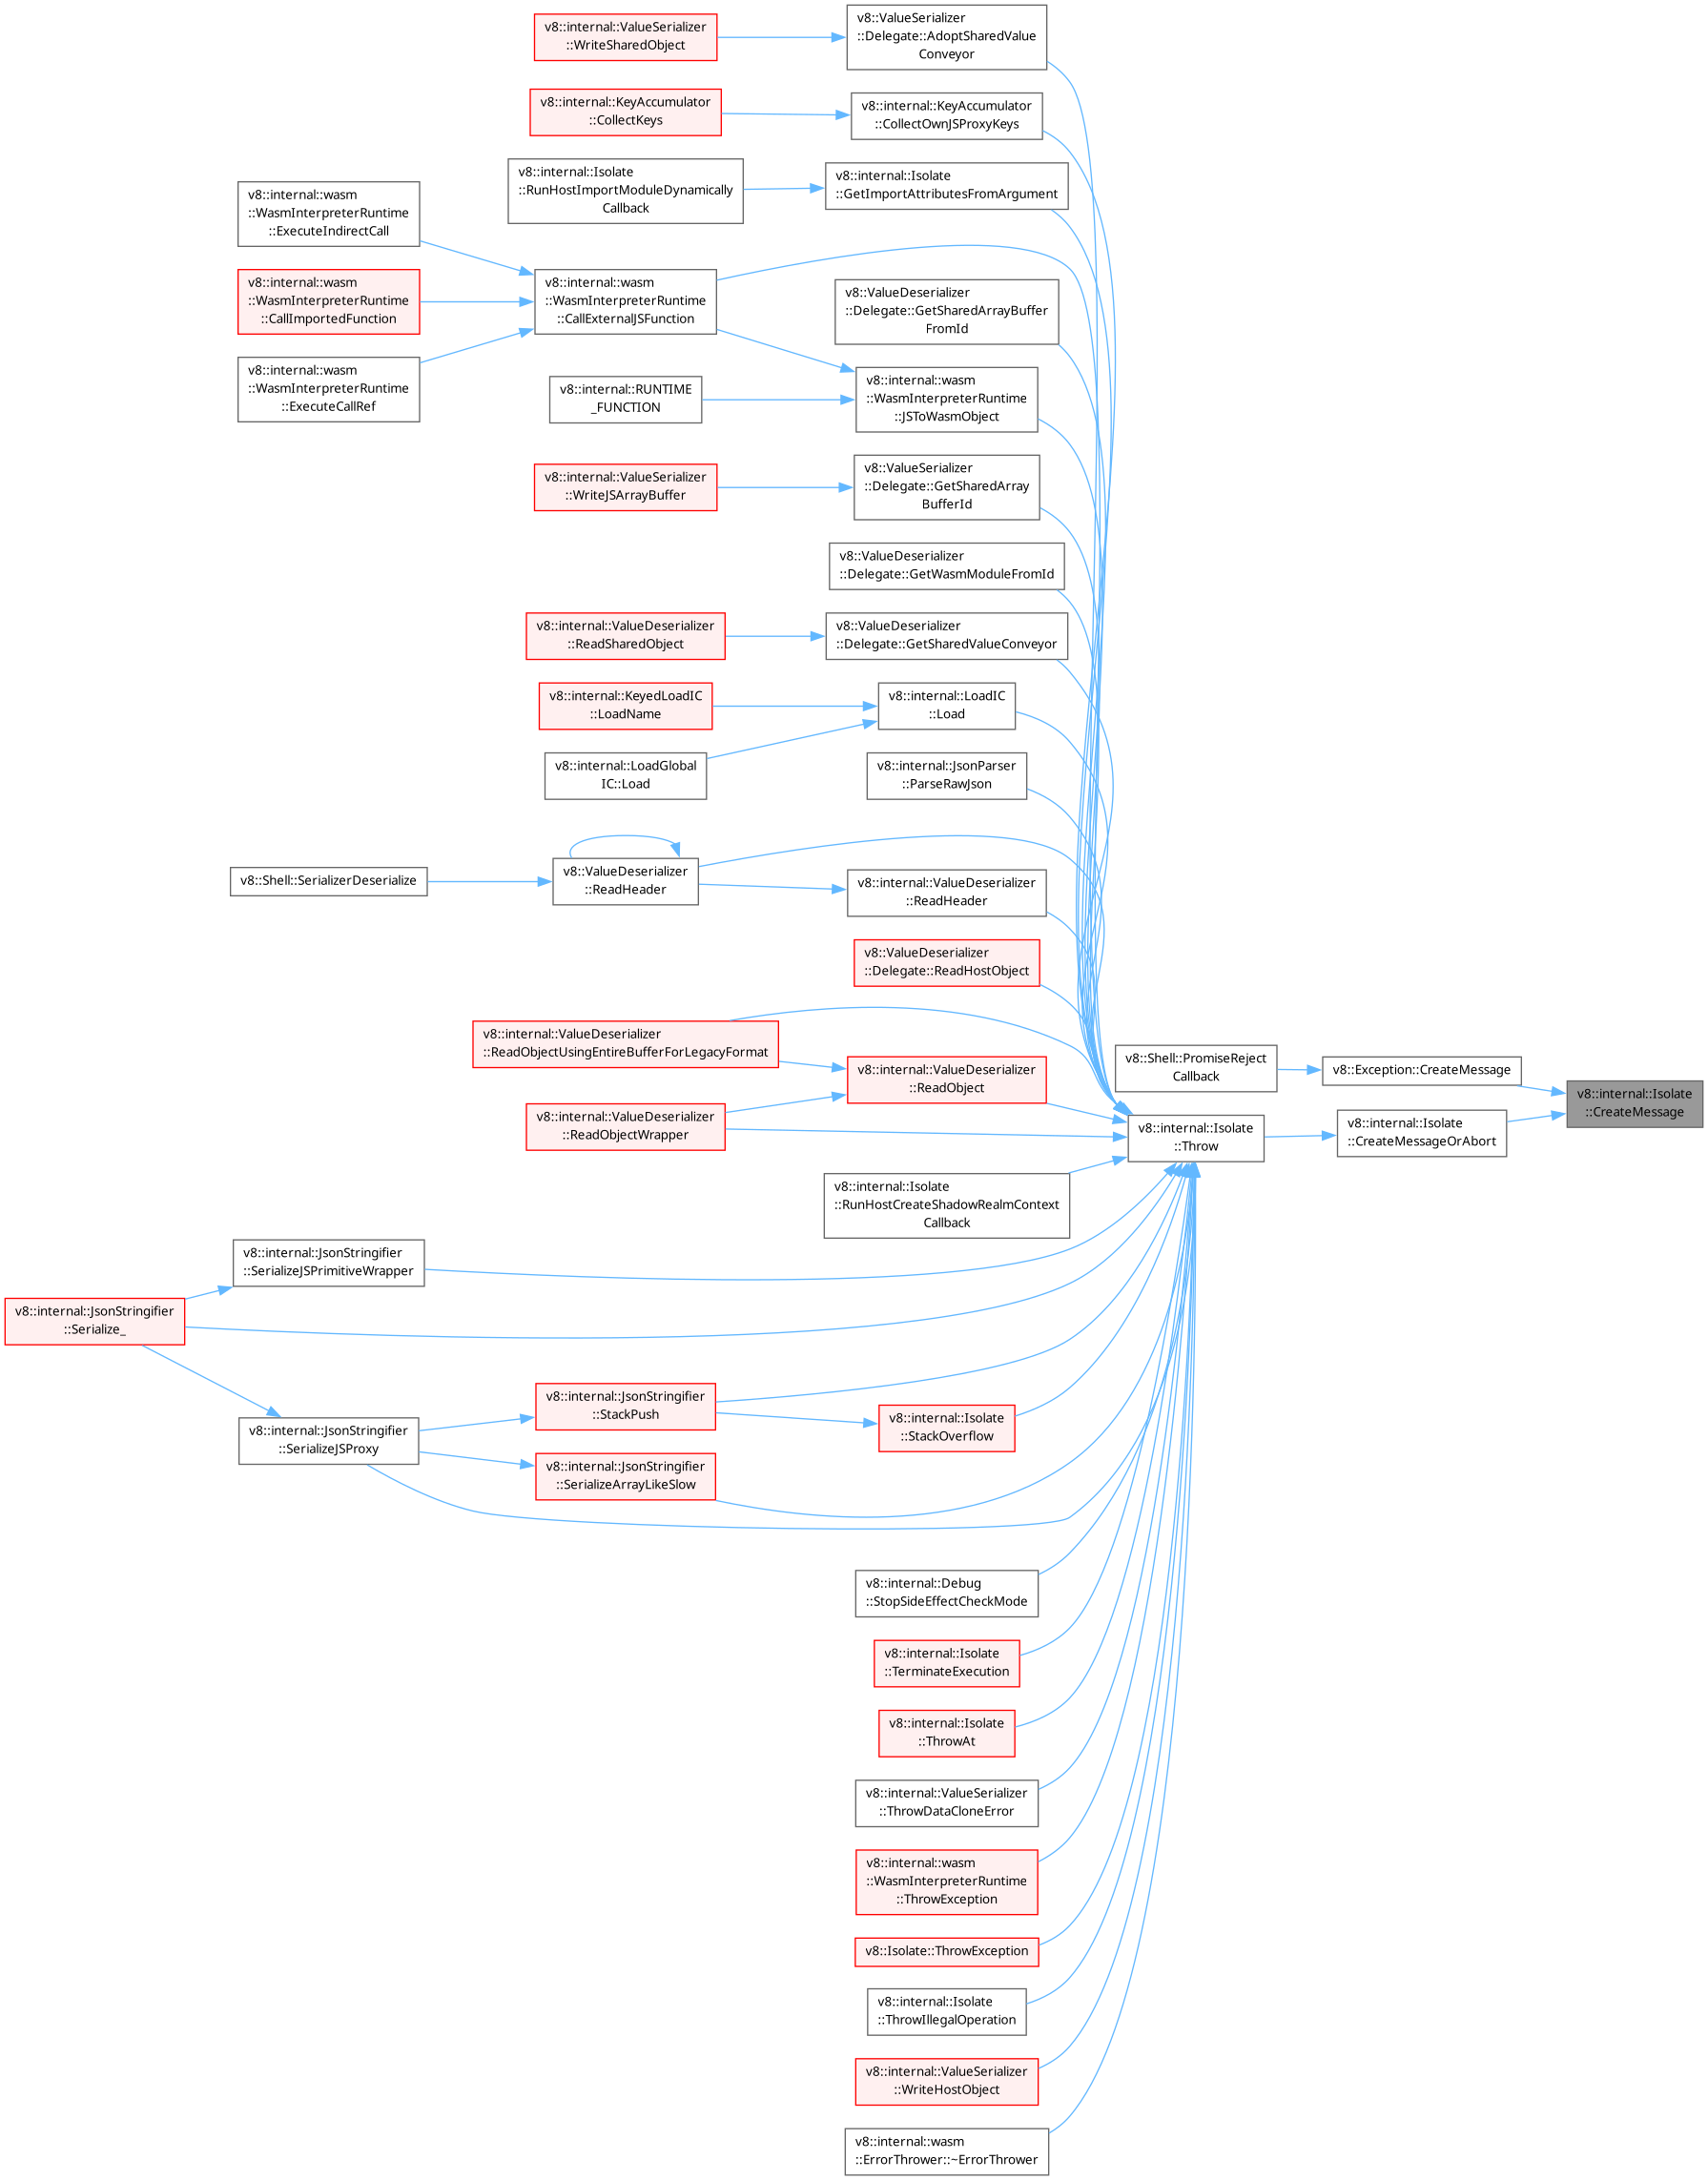 v8::internal::ValueSerializer
::WriteSharedObject
v8::ValueSerializer
::Delegate::AdoptSharedValue
Conveyor
v8::internal::KeyAccumulator
::CollectKeys
v8::internal::KeyAccumulator
::CollectOwnJSProxyKeys
v8::internal::Isolate
::RunHostImportModuleDynamically
Callback
v8::internal::Isolate
::GetImportAttributesFromArgument
v8::internal::wasm
::WasmInterpreterRuntime
::ExecuteIndirectCall
v8::internal::wasm
::WasmInterpreterRuntime
::CallImportedFunction
v8::internal::wasm
::WasmInterpreterRuntime
::CallExternalJSFunction
v8::ValueDeserializer
::Delegate::GetSharedArrayBuffer
FromId
v8::internal::wasm
::WasmInterpreterRuntime
::ExecuteCallRef
v8::internal::RUNTIME
_FUNCTION
v8::internal::wasm
::WasmInterpreterRuntime
::JSToWasmObject
v8::internal::ValueSerializer
::WriteJSArrayBuffer
v8::ValueSerializer
::Delegate::GetSharedArray
BufferId
v8::ValueDeserializer
::Delegate::GetWasmModuleFromId
v8::internal::ValueDeserializer
::ReadSharedObject
v8::ValueDeserializer
::Delegate::GetSharedValueConveyor
v8::internal::KeyedLoadIC
::LoadName
v8::internal::LoadIC
::Load
v8::internal::LoadGlobal
IC::Load
v8::internal::JsonParser
::ParseRawJson
v8::Shell::SerializerDeserialize
v8::ValueDeserializer
::ReadHeader
v8::internal::ValueDeserializer
::ReadHeader
v8::ValueDeserializer
::Delegate::ReadHostObject
v8::internal::ValueDeserializer
::ReadObjectUsingEntireBufferForLegacyFormat
v8::internal::ValueDeserializer
::ReadObject
v8::internal::ValueDeserializer
::ReadObjectWrapper
v8::Shell::PromiseReject
Callback
v8::Exception::CreateMessage
v8::internal::Isolate
::CreateMessage
v8::internal::Isolate
::Throw
v8::internal::Isolate
::CreateMessageOrAbort
v8::internal::Isolate
::RunHostCreateShadowRealmContext
Callback
v8::internal::JsonStringifier
::SerializeJSPrimitiveWrapper
v8::internal::JsonStringifier
::Serialize_
v8::internal::JsonStringifier
::StackPush
v8::internal::Isolate
::StackOverflow
v8::internal::JsonStringifier
::SerializeJSProxy
v8::internal::JsonStringifier
::SerializeArrayLikeSlow
v8::internal::Debug
::StopSideEffectCheckMode
v8::internal::Isolate
::TerminateExecution
v8::internal::Isolate
::ThrowAt
v8::internal::ValueSerializer
::ThrowDataCloneError
v8::internal::wasm
::WasmInterpreterRuntime
::ThrowException
v8::Isolate::ThrowException
v8::internal::Isolate
::ThrowIllegalOperation
v8::internal::ValueSerializer
::WriteHostObject
v8::internal::wasm
::ErrorThrower::~ErrorThrower